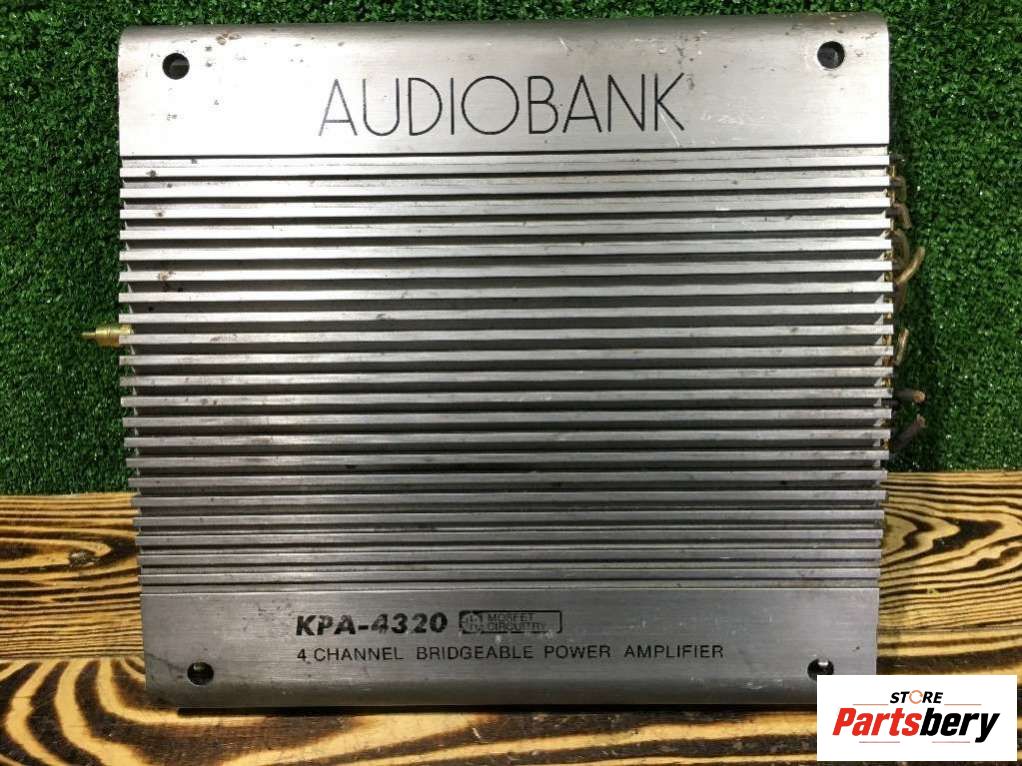 AUDIOBANK
KPA-4320 MOSFET
CIRCUITRY
4 CHANNEL BRIDGEABLE POWER AMPLIFIER
STORE
Partsbery